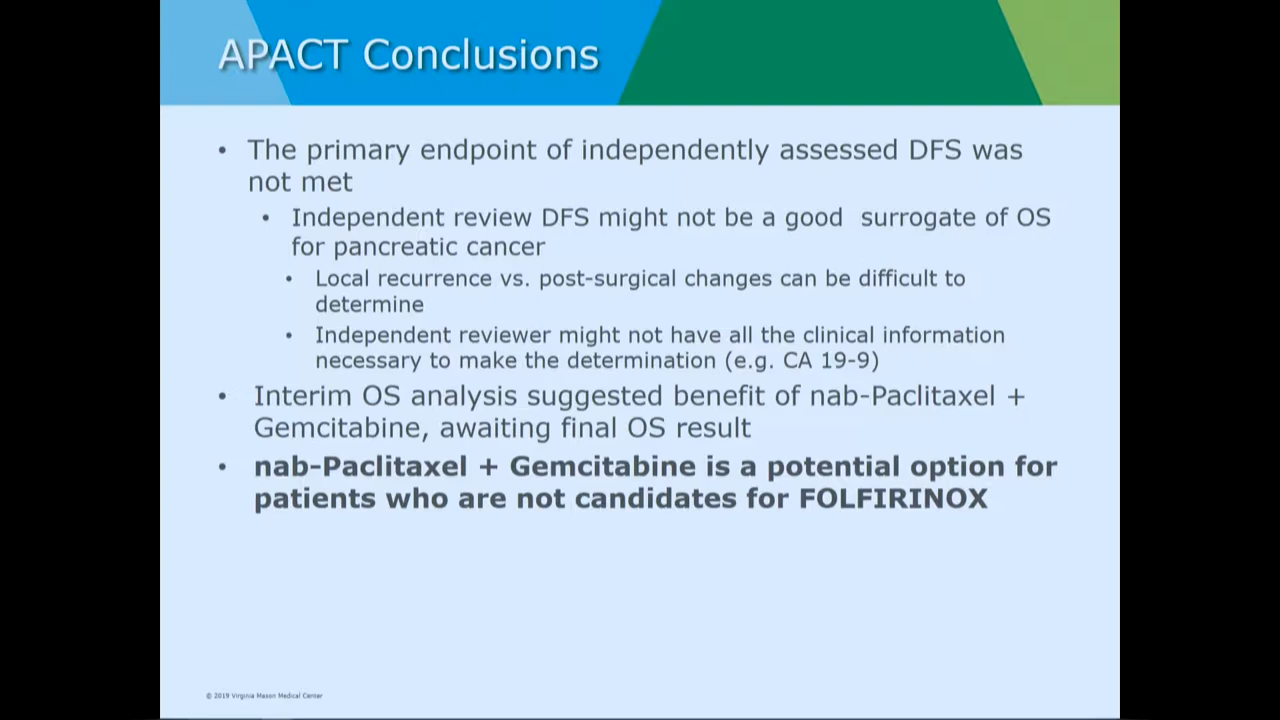 APACT Conclusions
• The primary endpoint of independently assessed DFS was
not met
• Independent review DFS might not be a good surrogate of OS
for pancreatic cancer
• Local recurrence vs. post-surgical changes can be difficult to
determine
• Independent reviewer might not have all the clinical information
necessary to make the determination (e.g. CA 19-9)
• Interim OS analysis suggested benefit of nab-Paclitaxel +
Gemcitabine, awaiting final OS result
• nab-Paclitaxel + Gemcitabine is a potential option for
patients who are not candidates for FOLFIRINOX
© 2019 Virginia Mason Medical Center